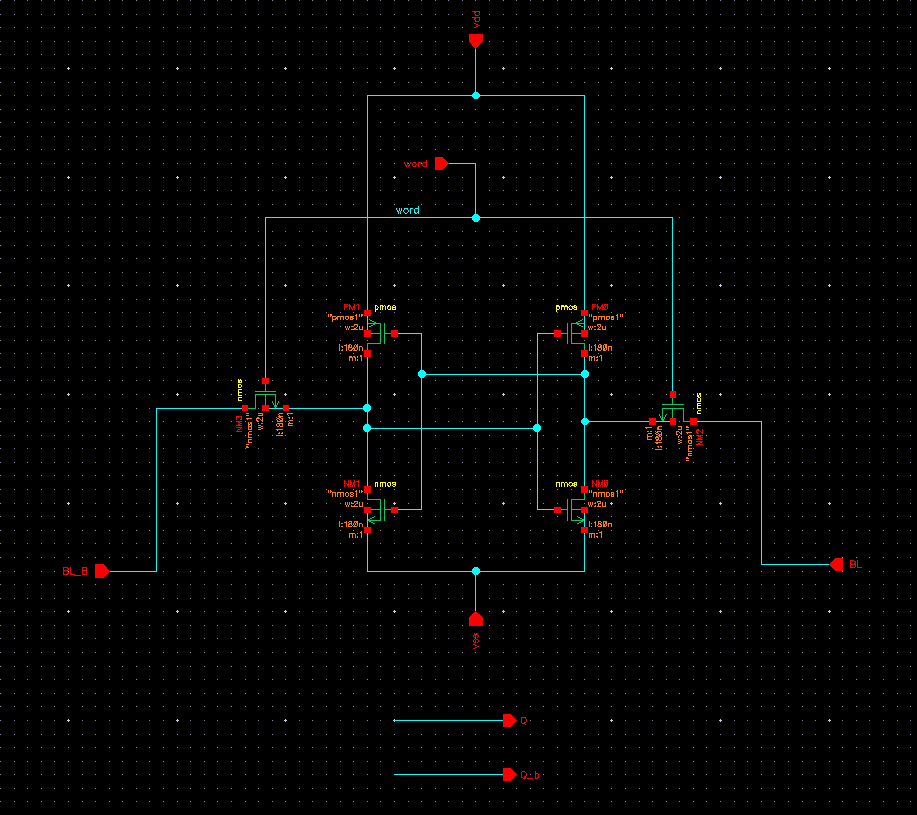 vdd
word
word
PM1 pmos
"pmos1"
w:2u
l:180n
m:1
pmos PM0
"pmos1"
w:2u
l:180n
m:1
nmos
NM3
"nmos1"
w:2u
l:180n
m:1
nmos
NM2
"nmos1"
w:2u
l:180n
m:1
NM1 nmos
"nmos1"
w:2u
l:180n
m:1
nmos NM0
"nmos1"
w:2u
l:180n
m:1
BL_B
BL
vss
Q
Q_b